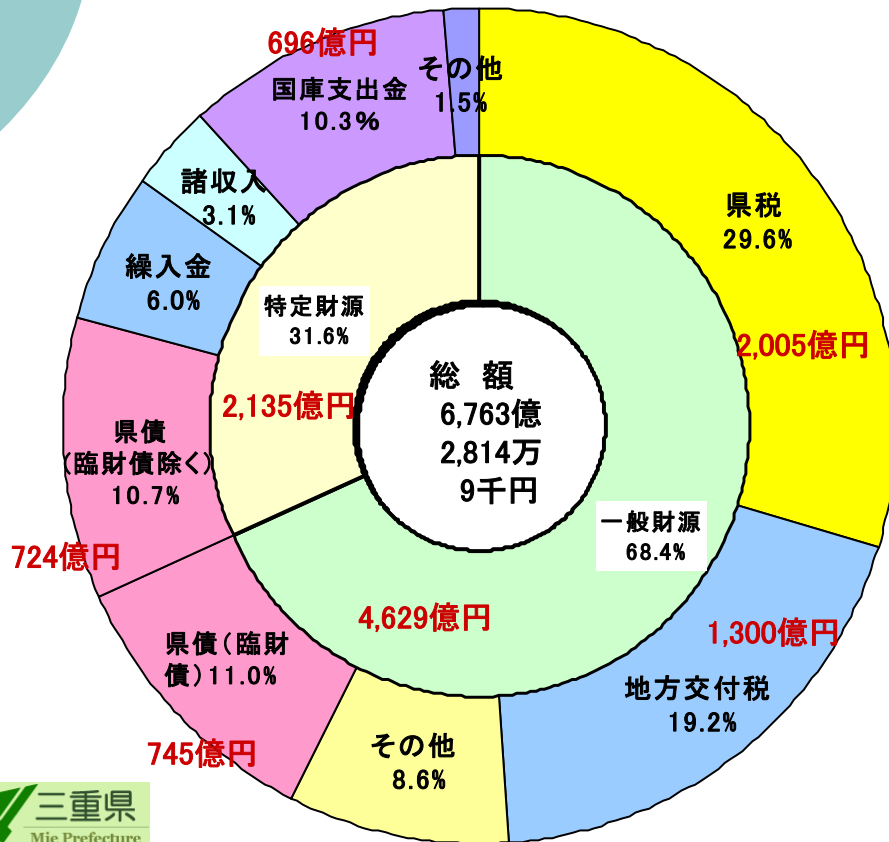 696億円
国庫支出金
10.3%
その他
1.5%
県税
29.6%
2,005億円
諸収入
3.1%
繰入金
6.0%
特定財源
31.6%
2,135億円
総 額
6,763億
2,814万
9千円
県債
(臨財債除く)
10.7%
724億円
一般財源
68.4%
4,629億円
1,300億円
地方交付税
19.2%
県債(臨財
債)11.0%
745億円
その他
8.6%
三重県
Mie Prefecture